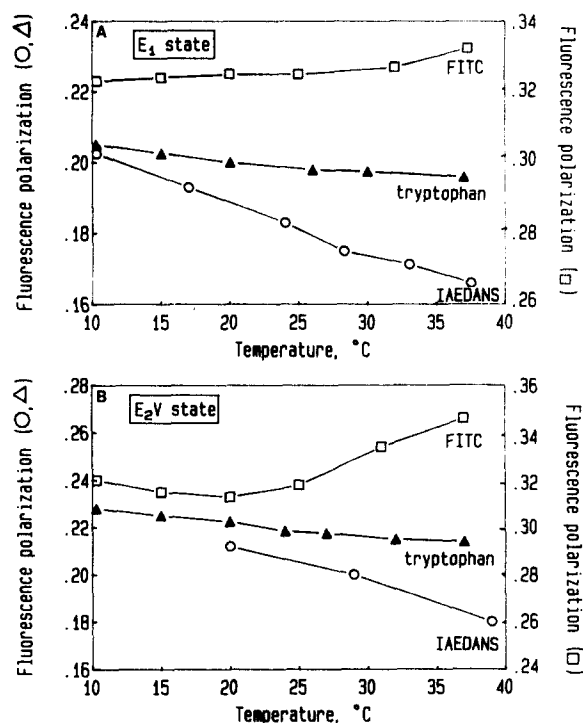 A
E₁ state
Fluorescence polarization (O,Δ)
.24
.22
.20
.18
.16
.34
.32
.30
.28
.26
Fluorescence polarization (□)
FITC
tryptophan
IAEDANS
10
15
20
25
30
35
40
Temperature, °C
B
E₂V state
Fluorescence polarization (O,Δ)
.28
.26
.24
.22
.20
.18
.16
.36
.34
.32
.30
.28
.26
.24
Fluorescence polarization (□)
FITC
tryptophan
IAEDANS
10
15
20
25
30
35
40
Temperature, °C